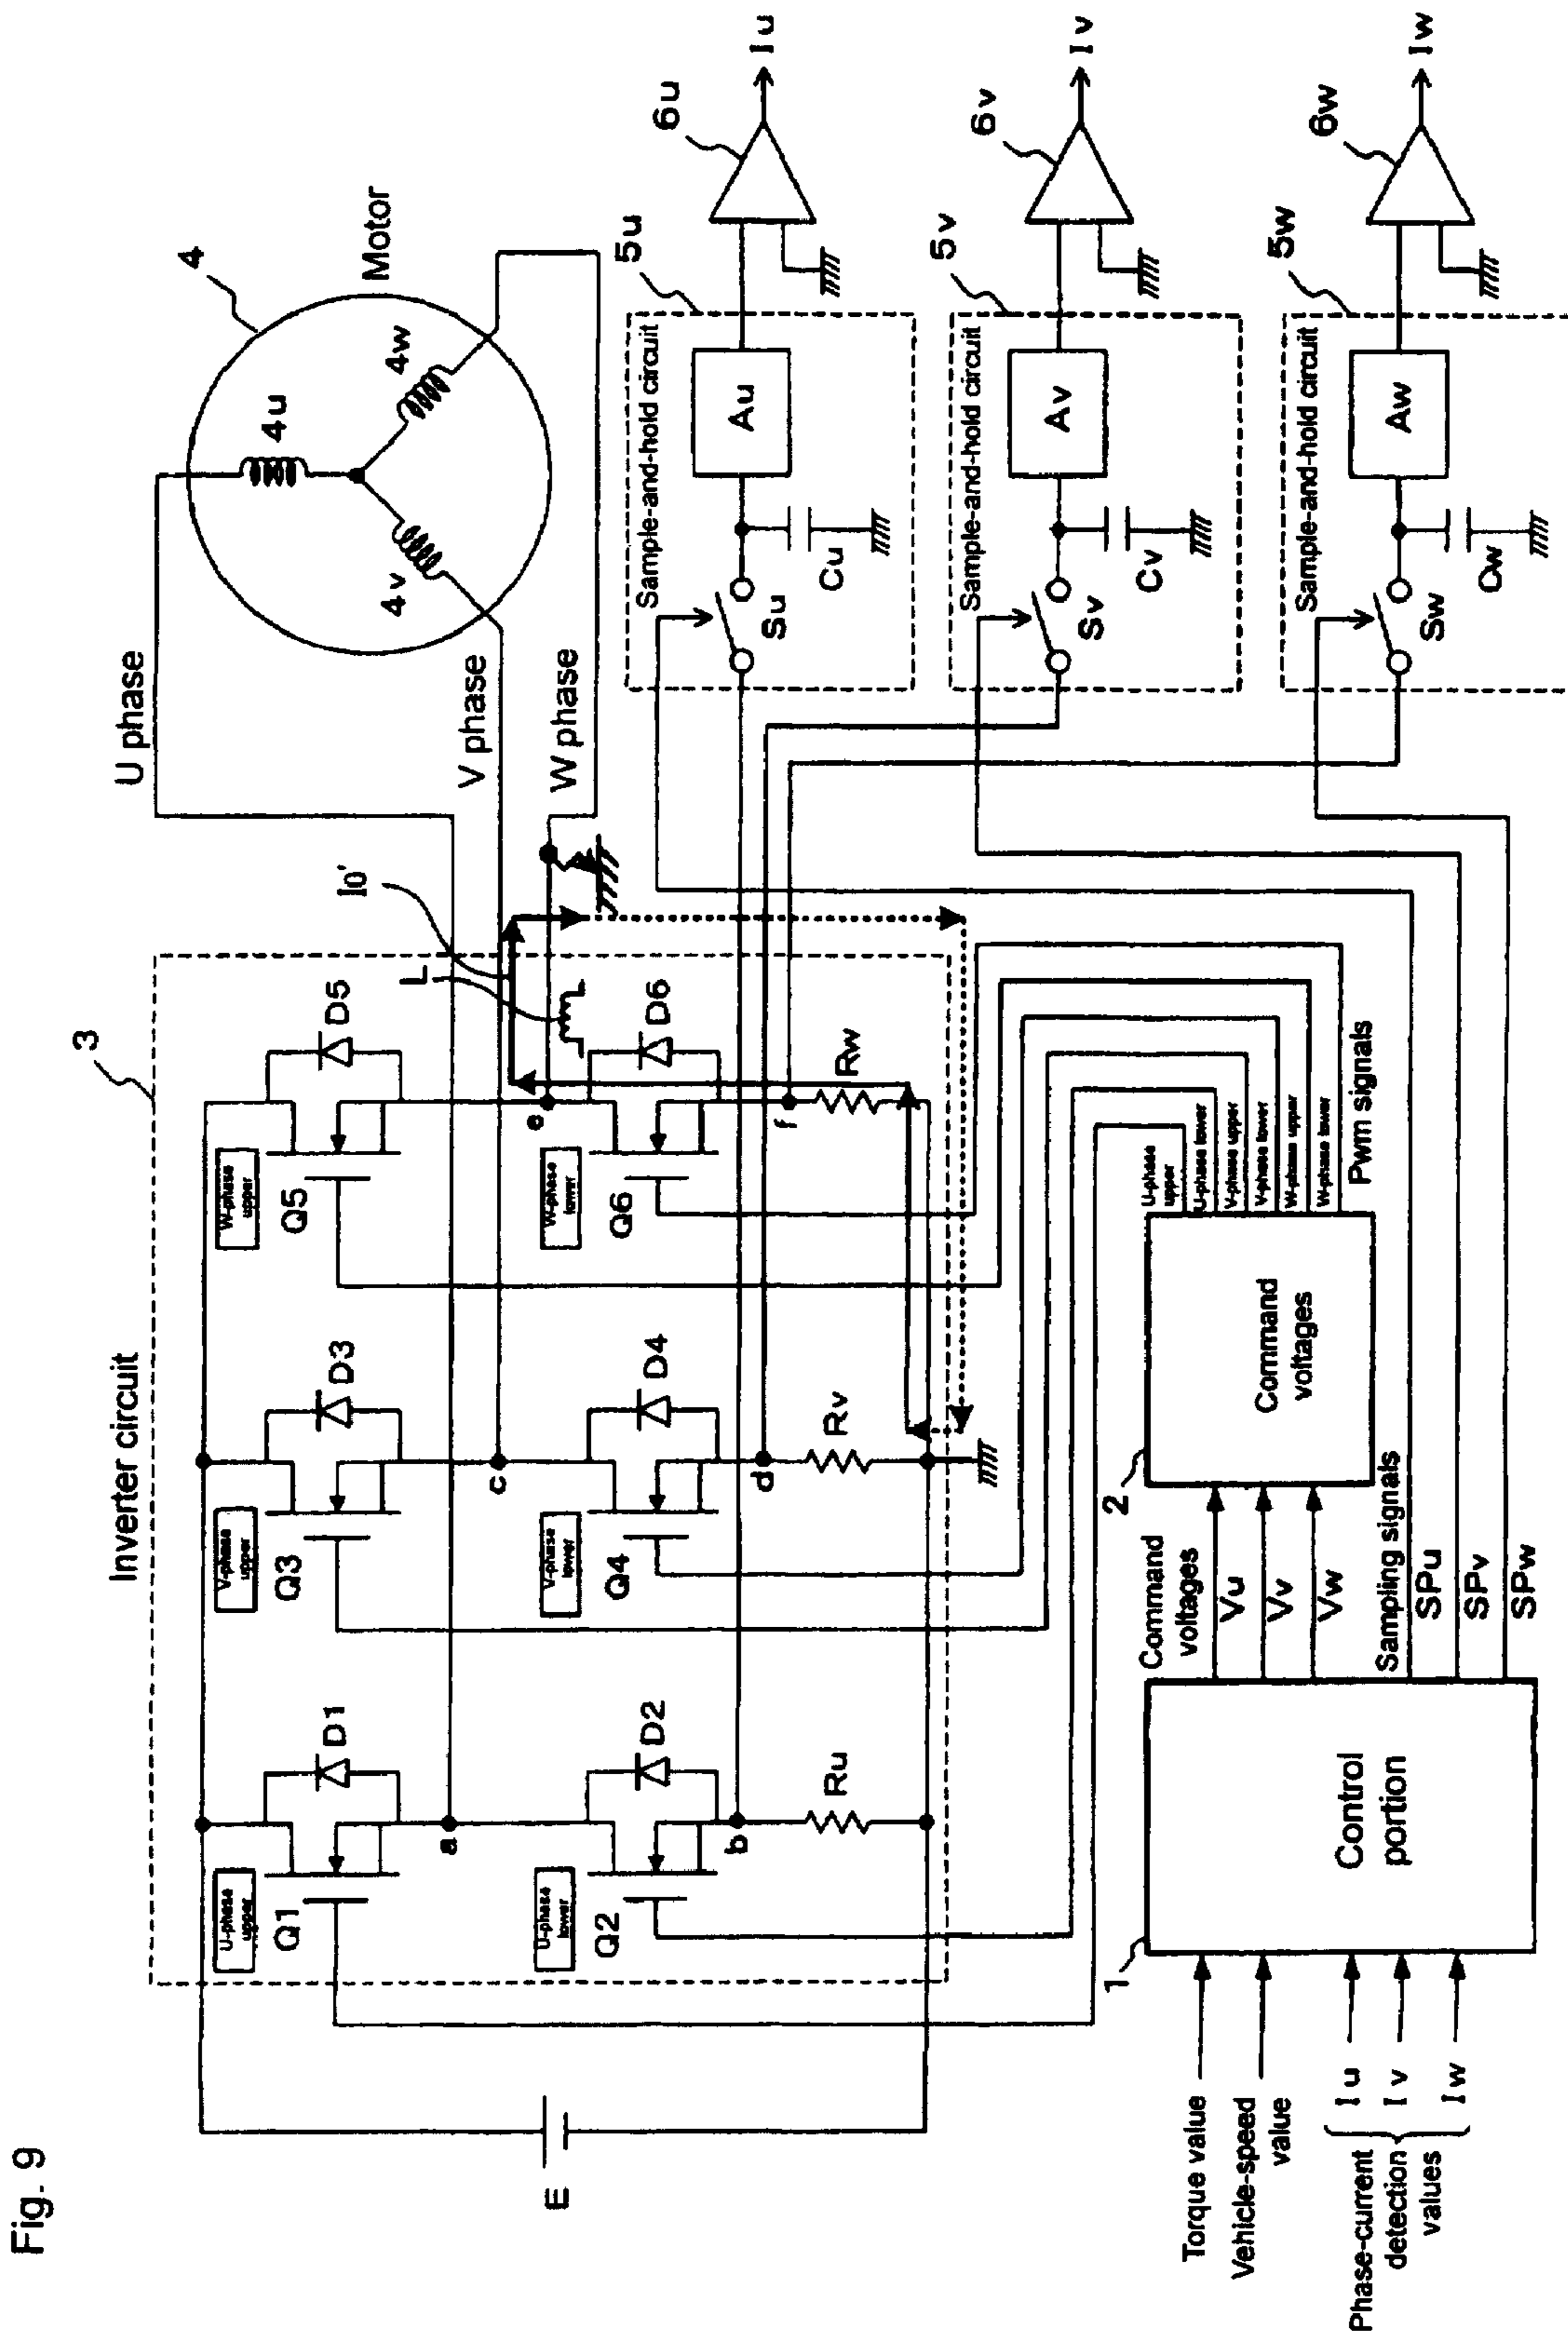 Fig. 9
Inverter circuit
3
U-phase
upper
Q1
D1
V-phase
upper
Q3
D3
W-phase
upper
Q5
D5
a
c
e
U-phase
lower
Q2
D2
V-phase
lower
Q4
D4
W-phase
lower
Q6
D6
b
d
f
Ru
Rv
Rw
E
L
I0'
U phase
V phase
W phase
4
Motor
4u
4v
4w
Sample-and-hold circuit
5u
Su
Cu
Au
6u
Iu
Sample-and-hold circuit
5v
Sv
Cv
Av
6v
Iv
Sample-and-hold circuit
5w
Sw
Cw
Aw
6w
Iw
Torque value
Vehicle-speed
value
Phase-current
detection
values
Iu
Iv
Iw
1
Control
portion
Command
voltages
Vu
Vv
Vw
Sampling signals
SPu
SPv
SPw
2
Command
voltages
U-phase
upper
U-phase lower
V-phase upper
V-phase lower
W-phase upper
W-phase lower
Pwm signals